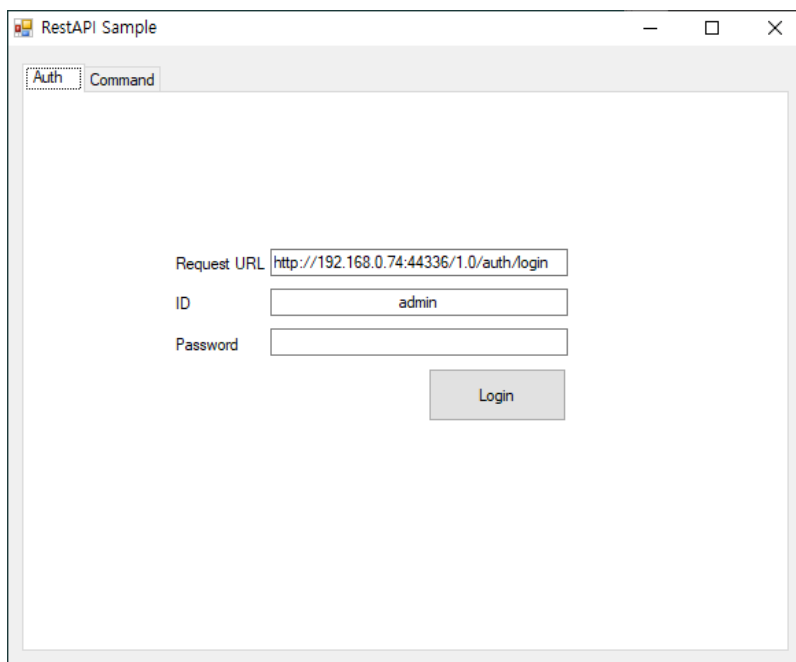 RestAPI Sample
Auth Command
Request URL http://192.168.0.74:44336/1.0/auth/login
ID admin
Password
Login